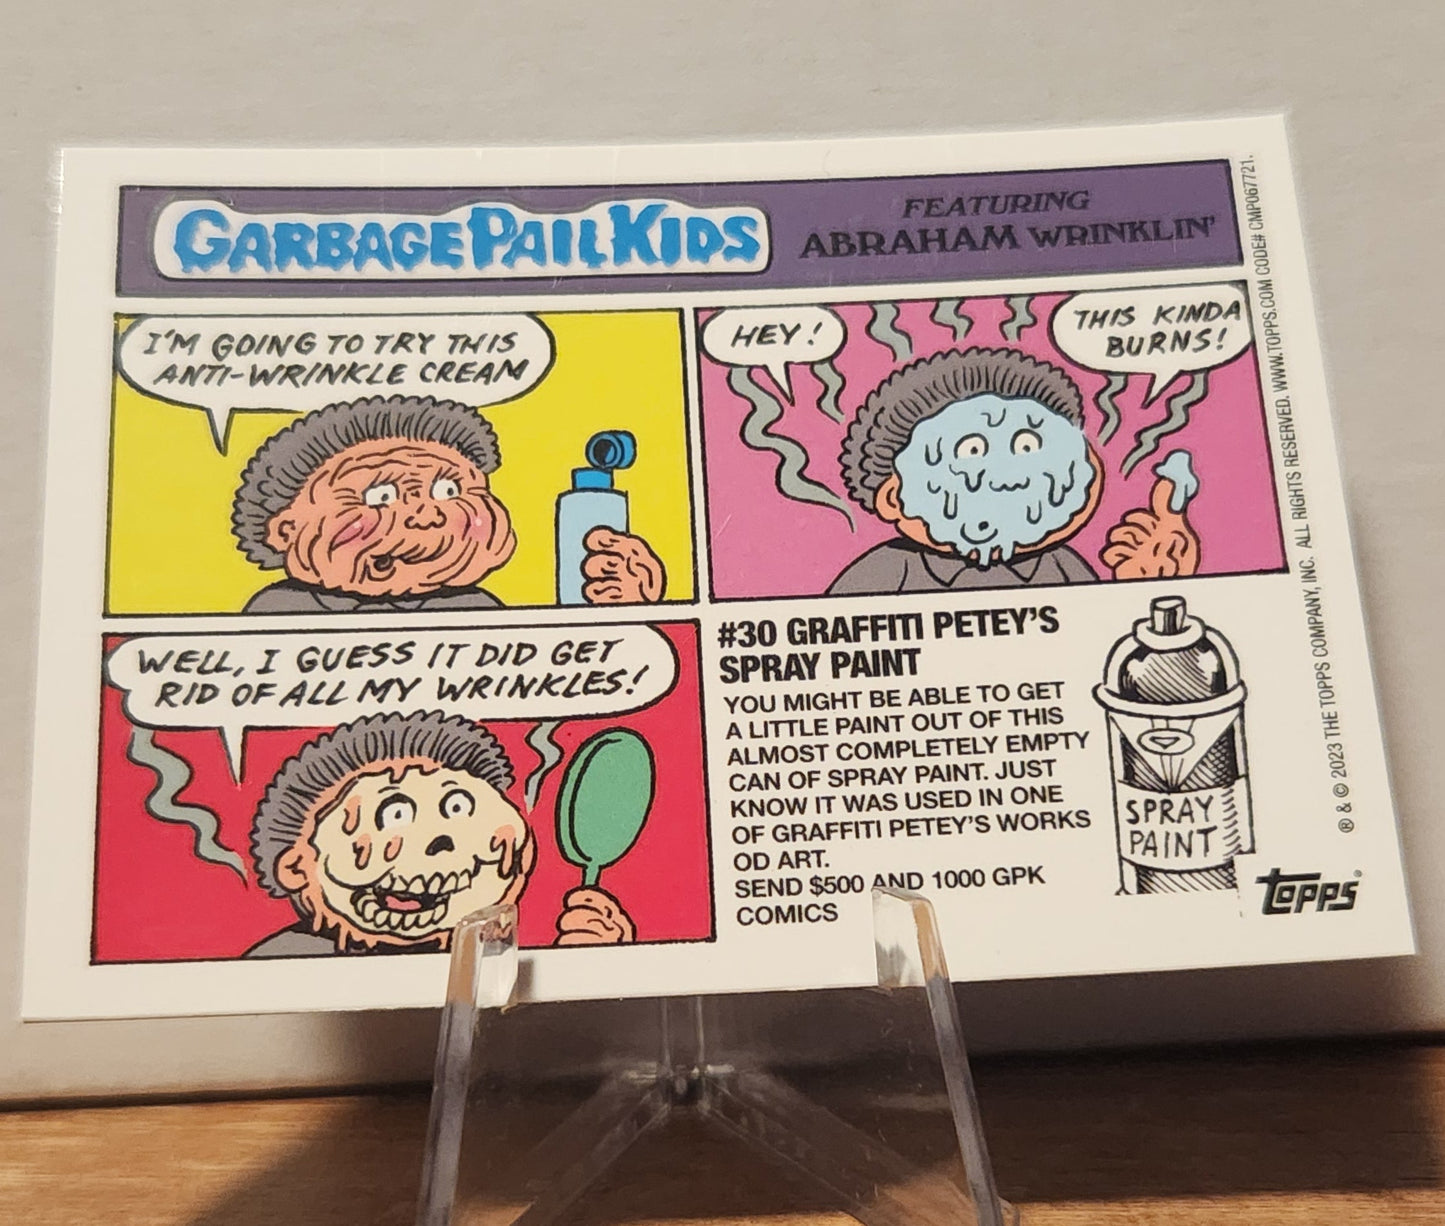 GARBAGE PAIL KIDS
FEATURING
ABRAHAM WRINKLIN'
I'M GOING TO TRY THIS
ANTI-WRINKLE CREAM
HEY!
THIS KINDA
BURNS!
WELL, I GUESS IT DID GET
RID OF ALL MY WRINKLES!
#30 GRAFFITI PETEY'S
SPRAY PAINT
YOU MIGHT BE ABLE TO GET
A LITTLE PAINT OUT OF THIS
ALMOST COMPLETELY EMPTY
CAN OF SPRAY PAINT. JUST
KNOW IT WAS USED IN ONE
OF GRAFFITI PETEY'S WORKS
OD ART.
SEND $500 AND 1000 GPK
COMICS
SPRAY
PAINT
TOPPS®
® & © 2023 THE TOPPS COMPANY, INC. ALL RIGHTS RESERVED. WWW.TOPPS.COM CODE# CMP067721.